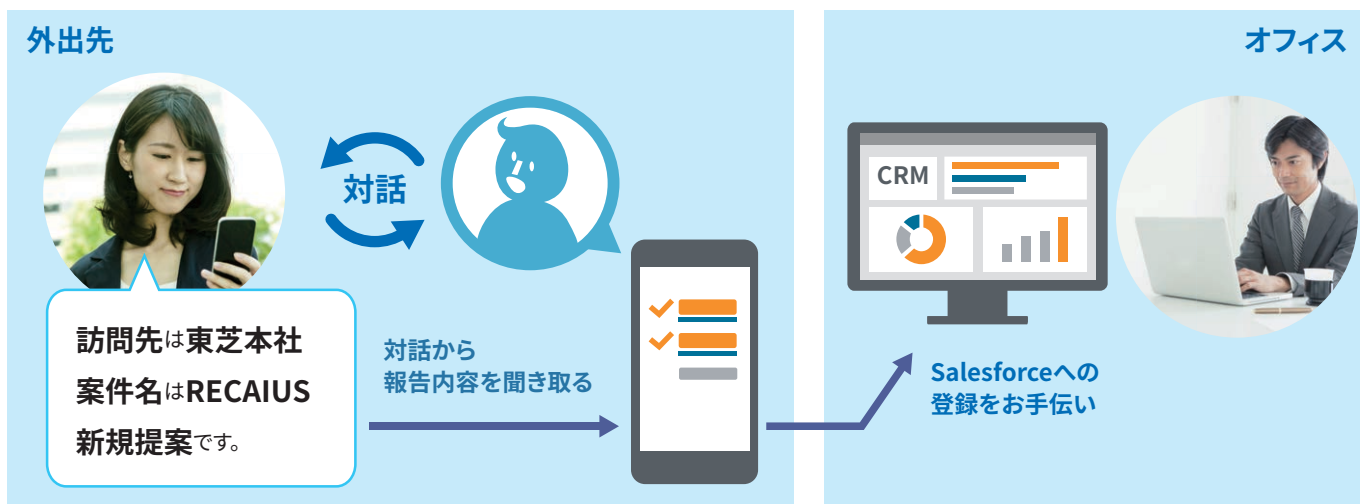 外出先
対話
訪問先は東芝本社
案件名はRECAIUS
新規提案です。
対話から
報告内容を聞き取る
オフィス
CRM
Salesforceへの
登録をお手伝い